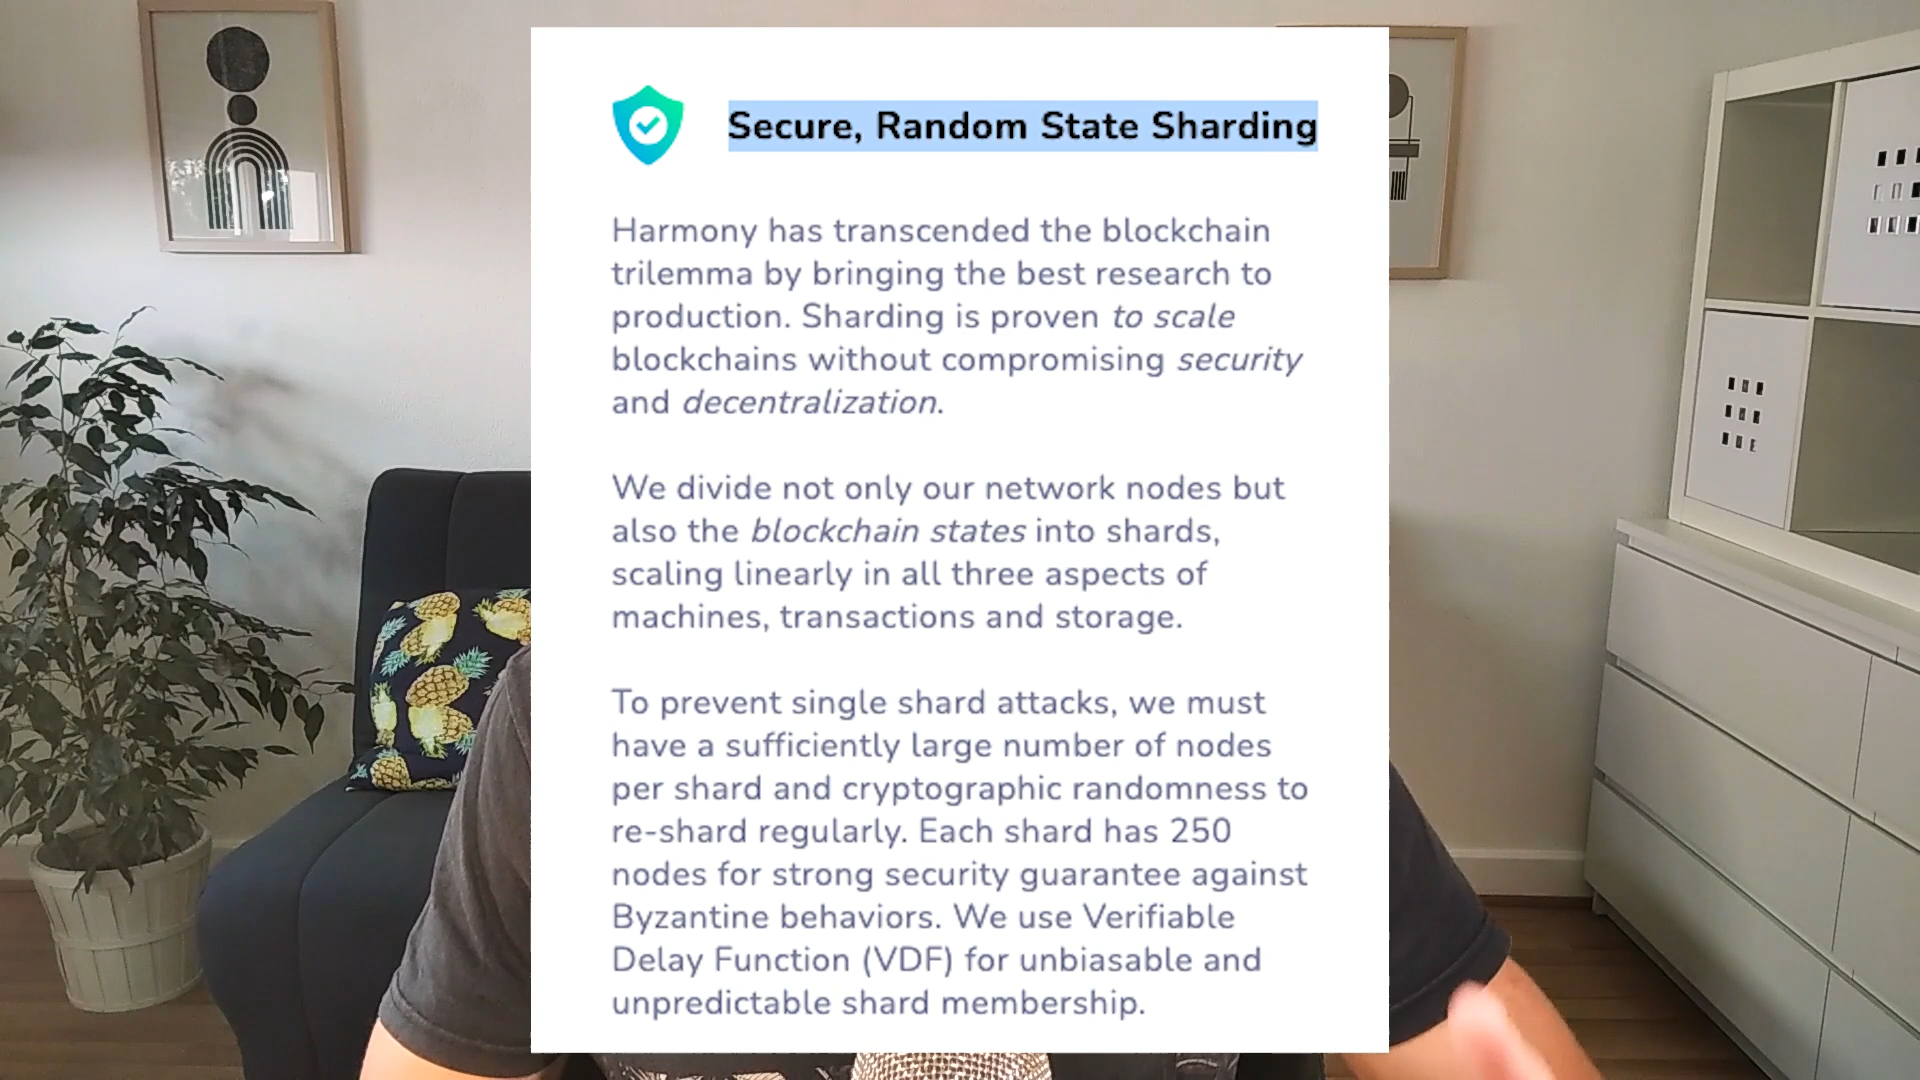 Secure, Random State Sharding
Harmony has transcended the blockchain
trilemma by bringing the best research to
production. Sharding is proven to scale
blockchains without compromising security
and decentralization.
We divide not only our network nodes but
also the blockchain states into shards,
scaling linearly in all three aspects of
machines, transactions and storage.
To prevent single shard attacks, we must
have a sufficiently large number of nodes
per shard and cryptographic randomness to
re-shard regularly. Each shard has 250
nodes for strong security guarantee against
Byzantine behaviors. We use Verifiable
Delay Function (VDF) for unbiasable and
unpredictable shard membership.